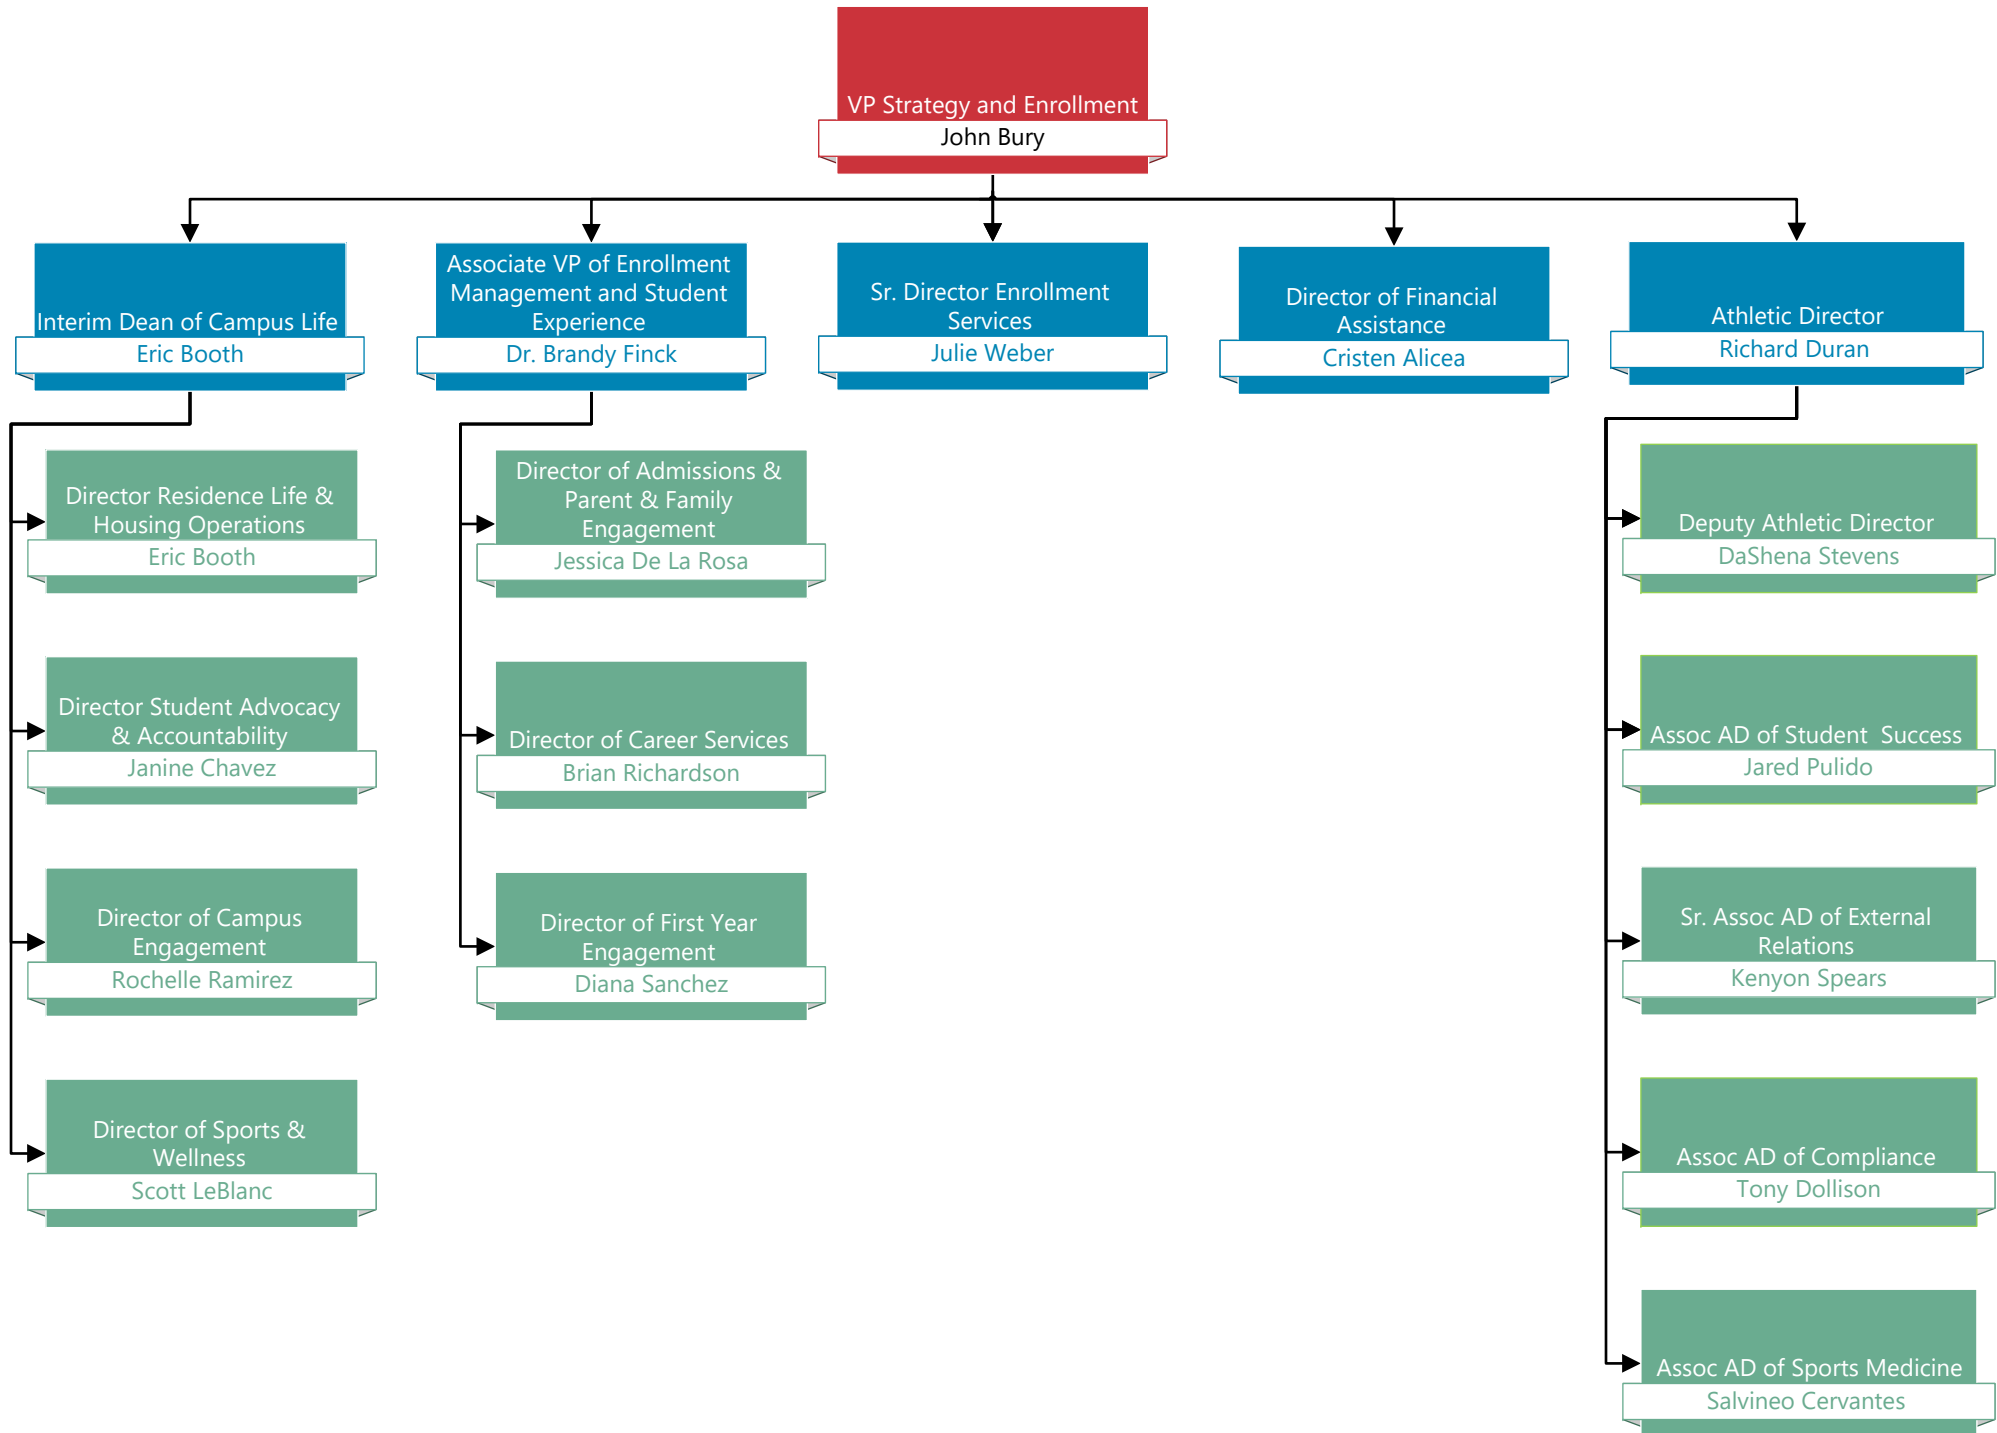 VP Strategy and Enrollment
John Bury
Interim Dean of Campus Life
Eric Booth
Associate VP of Enrollment
Management and Student
Experience
Dr. Brandy Finck
Sr. Director Enrollment
Services
Julie Weber
Director of Financial
Assistance
Cristen Alicea
Athletic Director
Richard Duran
Director Residence Life &
Housing Operations
Eric Booth
Director Student Advocacy
& Accountability
Janine Chavez
Director of Campus
Engagement
Rochelle Ramirez
Director of Sports &
Wellness
Scott LeBlanc
Director of Admissions &
Parent & Family
Engagement
Jessica De La Rosa
Director of Career Services
Brian Richardson
Director of First Year
Engagement
Diana Sanchez
Deputy Athletic Director
DaShena Stevens
Assoc AD of Student  Success
Jared Pulido
Sr. Assoc AD of External
Relations
Kenyon Spears
Assoc AD of Compliance
Tony Dollison
Assoc AD of Sports Medicine
Salvineo Cervantes